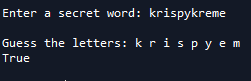 Enter a secret word: krispykreme
Guess the letters: k r i s p y e m
True